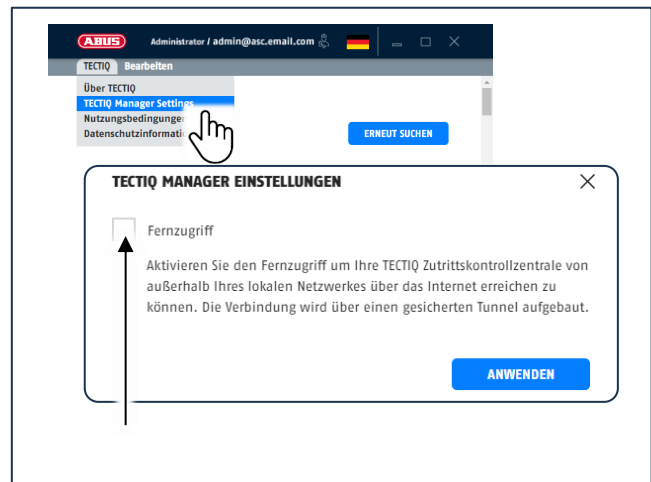 ABUS Administrator / admin@asc.email.com
TECTIQ Bearbeiten
Über TECTIQ
TECTIQ Manager Settings
Nutzungsbedingungen
Datenschutzinformati
ERNEUT SUCHEN
TECTIQ MANAGER EINSTELLUNGEN
Fernzugriff
Aktivieren Sie den Fernzugriff um Ihre TECTIQ Zutrittskontrollzentrale von
außerhalb Ihres lokalen Netzwerkes über das Internet erreichen zu
können. Die Verbindung wird über einen gesicherten Tunnel aufgebaut.
ANWENDEN